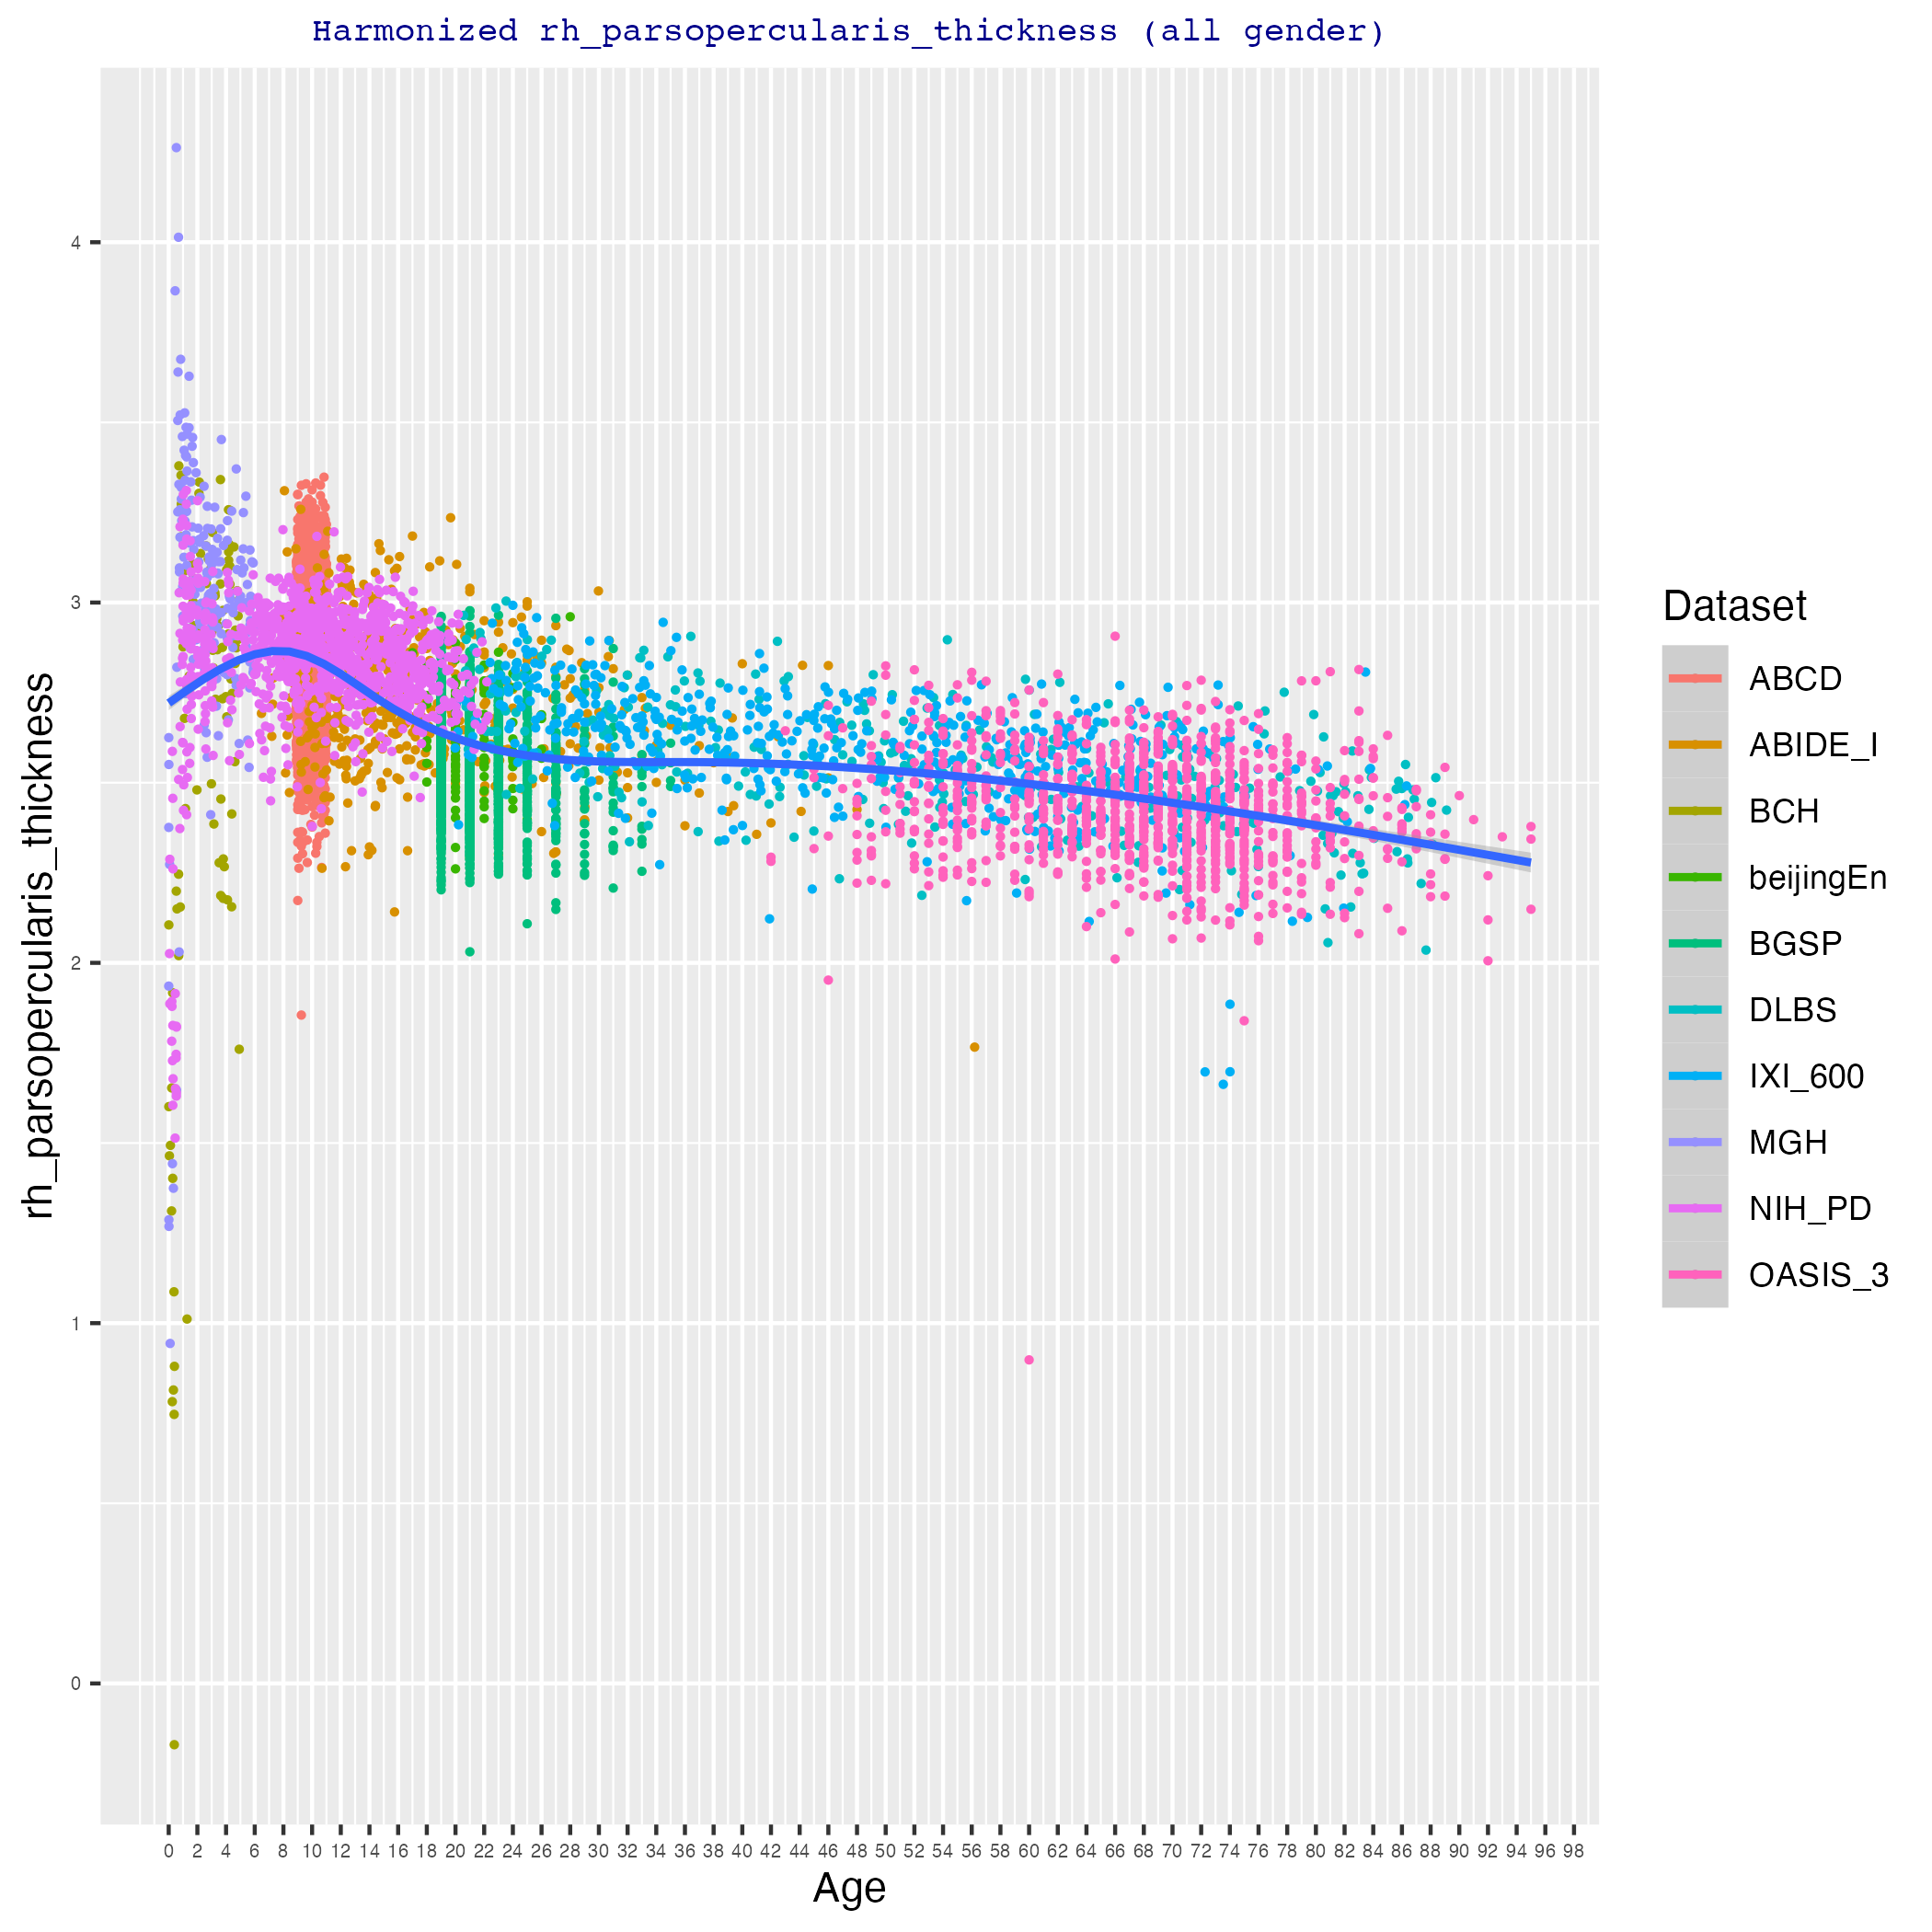 Harmonized rh_parsopercularis_thickness (all gender)
rh_parsopercularis_thickness
4
3
2
1
0
0 2 4 6 8 10 12 14 16 18 20 22 24 26 28 30 32 34 36 38 40 42 44 46 48 50 52 54 56 58 60 62 64 66 68 70 72 74 76 78 80 82 84 86 88 90 92 94 96 98
Age
Dataset
ABCD
ABIDE_I
BCH
beijingEn
BGSP
DLBS
IXI_600
MGH
NIH_PD
OASIS_3